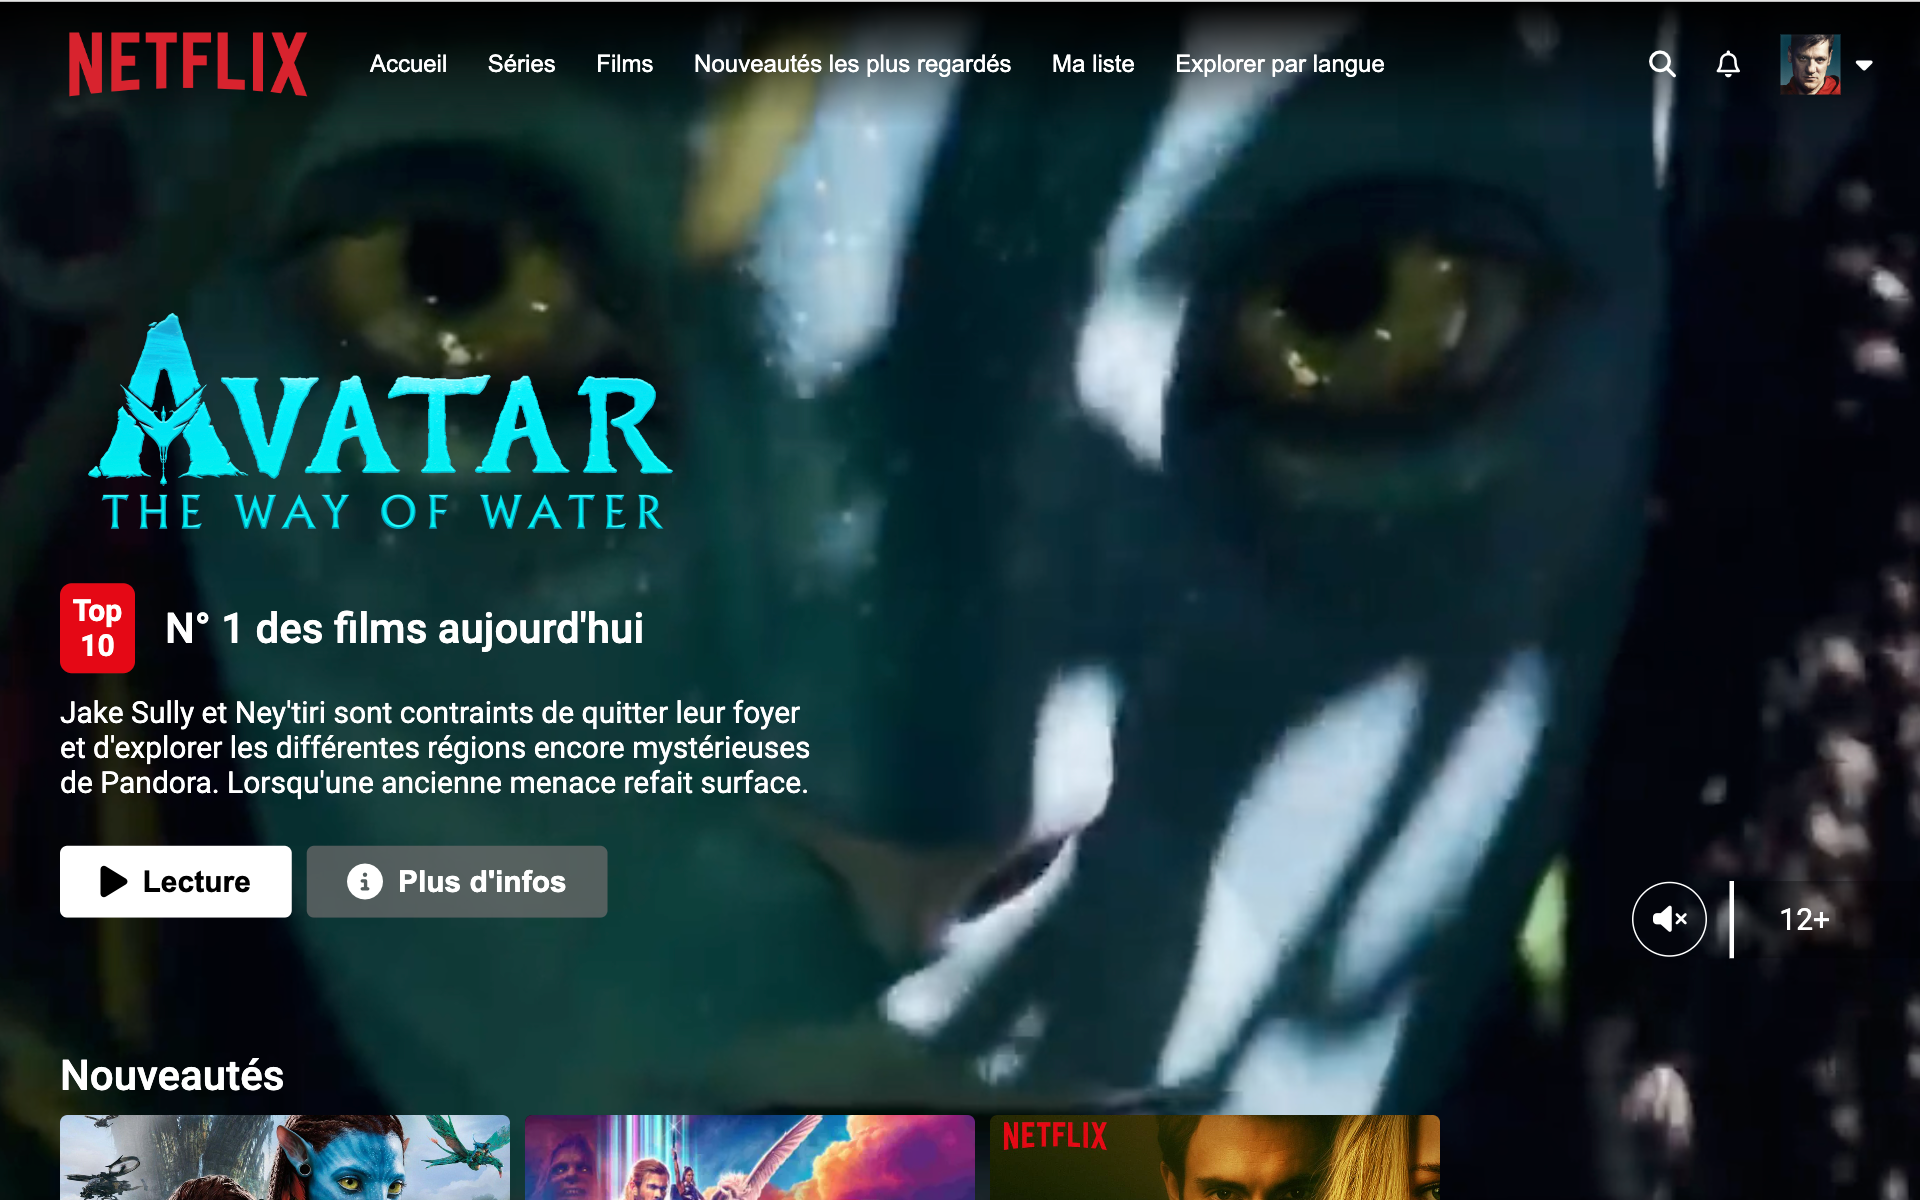 NETFLIX
Accueil
Séries
Films
Nouveautés les plus regardés
Ma liste
Explorer par langue
AVATAR
THE WAY OF WATER
Top
10
N° 1 des films aujourd'hui
Jake Sully et Ney'tiri sont contraints de quitter leur foyer
et d'explorer les différentes régions encore mystérieuses
de Pandora. Lorsqu'une ancienne menace refait surface.
Lecture
Plus d'infos
12+
Nouveautés
NETFLIX